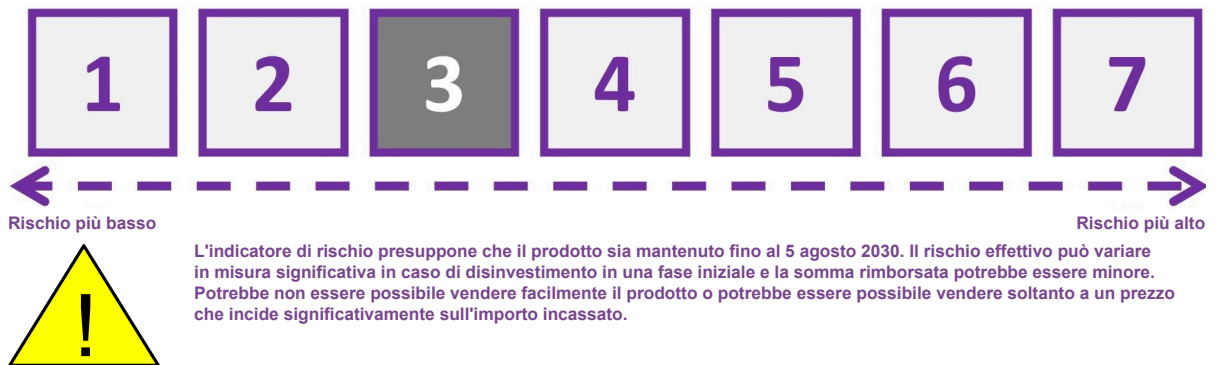 1 2 3 4 5 6 7
Rischio più basso Rischio più alto
!
L'indicatore di rischio presuppone che il prodotto sia mantenuto fino al 5 agosto 2030. Il rischio effettivo può variare
in misura significativa in caso di disinvestimento in una fase iniziale e la somma rimborsata potrebbe essere minore.
Potrebbe non essere possibile vendere facilmente il prodotto o potrebbe essere possibile vendere soltanto a un prezzo
che incide significativamente sull'importo incassato.